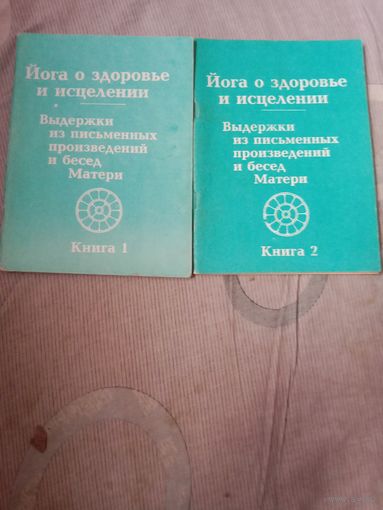 Йога о здоровье
и исцелении
Выдержки
из письменных
произведений
и бесед
Матери
Книга 1
Йога о здоровье
и исцелении
Выдержки
из письменных
произведений
и бесед
Матери
Книга 2